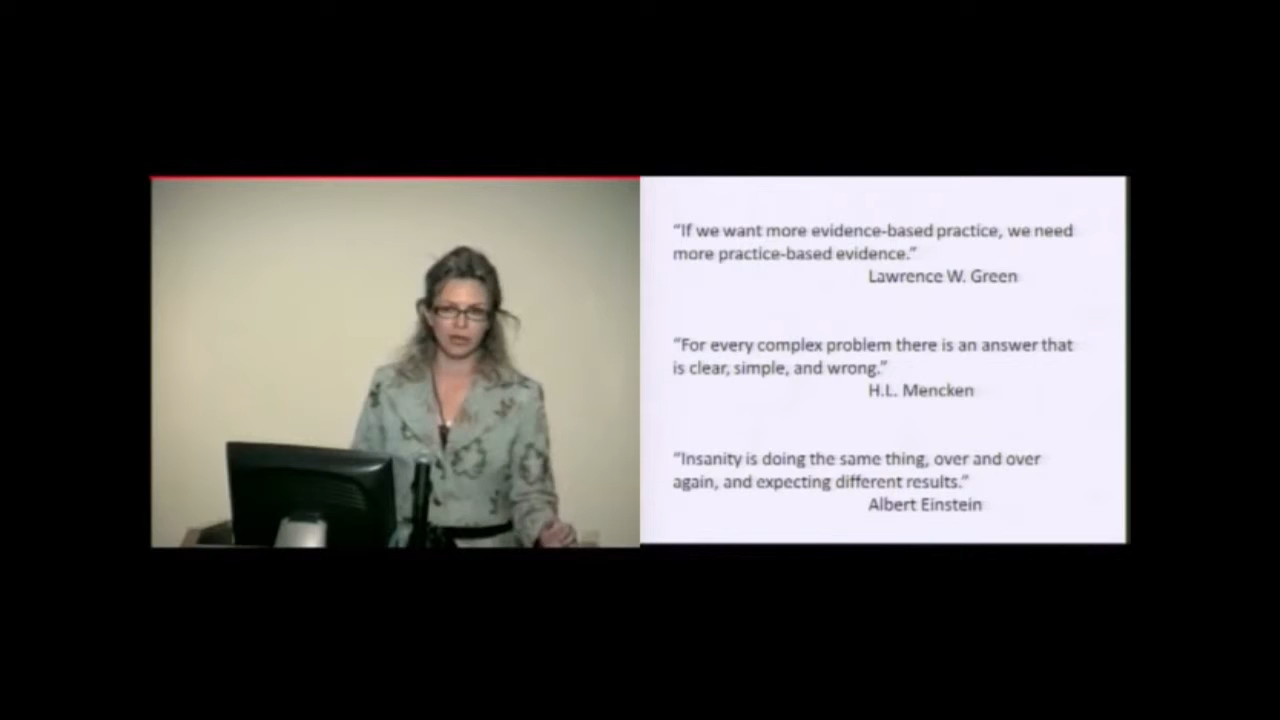 “If we want more evidence-based practice, we need
more practice-based evidence.”
Lawrence W. Green
“For every complex problem there is an answer that
is clear, simple, and wrong.”
H.L. Mencken
“Insanity is doing the same thing, over and over
again, and expecting different results.”
Albert Einstein